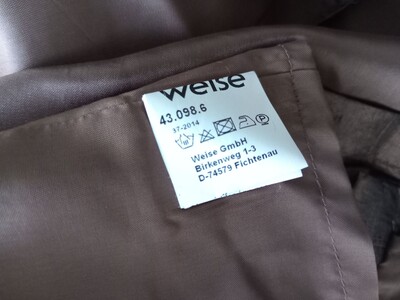 weise
43.098.6
37-2014
Weise GmbH
Birkenweg 1-3
D-74579 Fichtenau